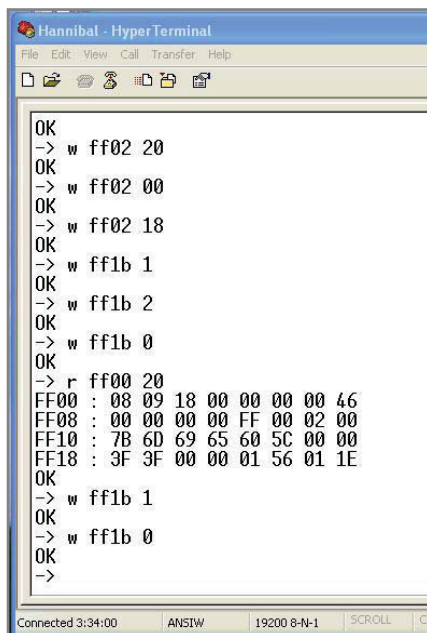 Hannibal - HyperTerminal
File Edit View Call Transfer Help
OK
-> w ff02 20
OK
-> w ff02 00
OK
-> w ff02 18
OK
-> w ff1b 1
OK
-> w ff1b 2
OK
-> w ff1b 0
OK
-> r ff00 20
FF00 : 08 09 18 00 00 00 00 46
FF08 : 00 00 00 00 FF 00 02 00
FF10 : 7B 6D 69 65 60 5C 00 00
FF18 : 3F 3F 00 00 01 56 01 1E
OK
-> w ff1b 1
OK
-> w ff1b 0
OK
->
Connected 3:34:00 ANSIW 19200 8-N-1 SCROLL C